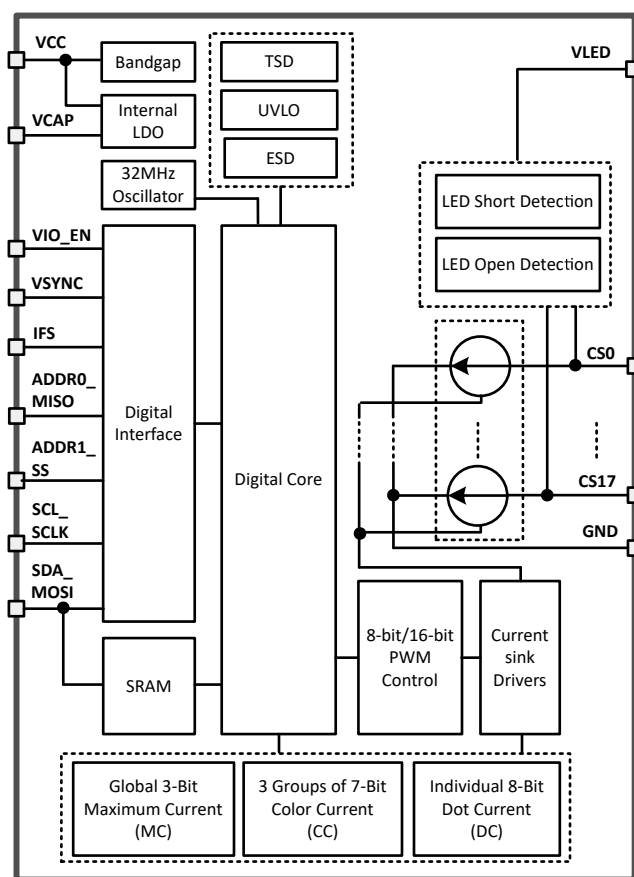 VCC
VCAP
VIO_EN
VSYNC
IFS
ADDR0_
MISO
ADDR1_
SS
SCL_
SCLK
SDA_
MOSI
Bandgap
Internal
LDO
32MHz
Oscillator
TSD
UVLO
ESD
Digital
Interface
SRAM
Digital Core
VLED
LED Short Detection
LED Open Detection
CS0
CS17
GND
8-bit/16-bit
PWM
Control
Current
sink
Drivers
Global 3-Bit
Maximum Current
(MC)
3 Groups of 7-Bit
Color Current
(CC)
Individual 8-Bit
Dot Current
(DC)